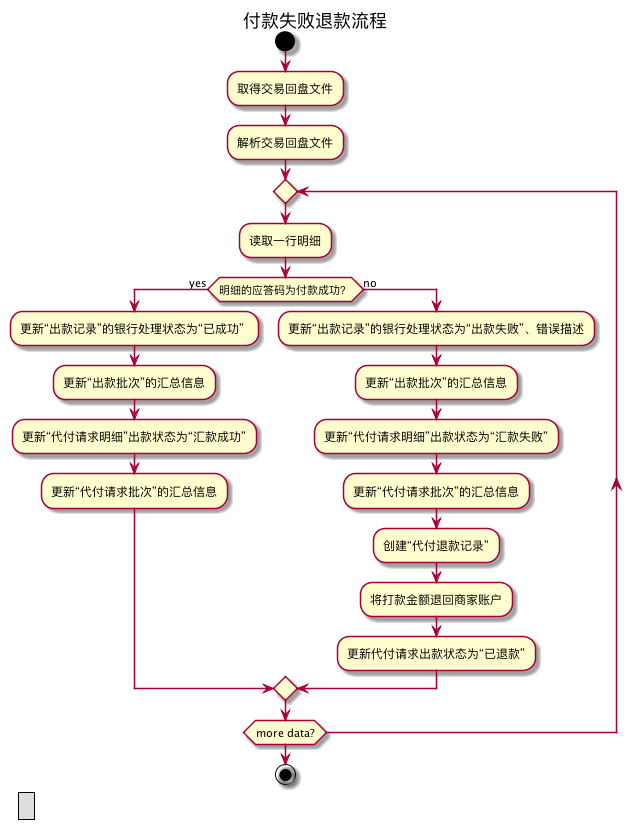 付款失败退款流程
取得交易回盘文件
解析交易回盘文件
读取一行明细
yes
明细的应答码为付款成功?
no
更新“出款记录”的银行处理状态为“已成功”
更新“出款批次”的汇总信息
更新“代付请求明细”出款状态为“汇款成功”
更新“代付请求批次”的汇总信息
更新“出款记录”的银行处理状态为“出款失败”、错误描述
更新“出款批次”的汇总信息
更新“代付请求明细”出款状态为“汇款失败”
更新“代付请求批次”的汇总信息
创建“代付退款记录”
将打款金额退回商家账户
更新代付请求出款状态为“已退款”
more data?